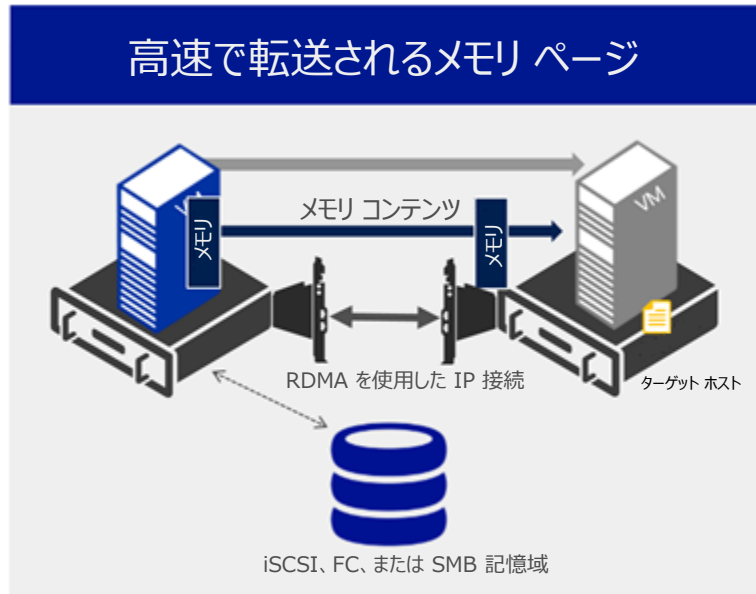 高速で転送されるメモリ ページ
VM
メモリ コンテンツ
メモリ
メモリ
RDMA を使用した IP 接続
ターゲット ホスト
iSCSI、FC、または SMB 記憶域